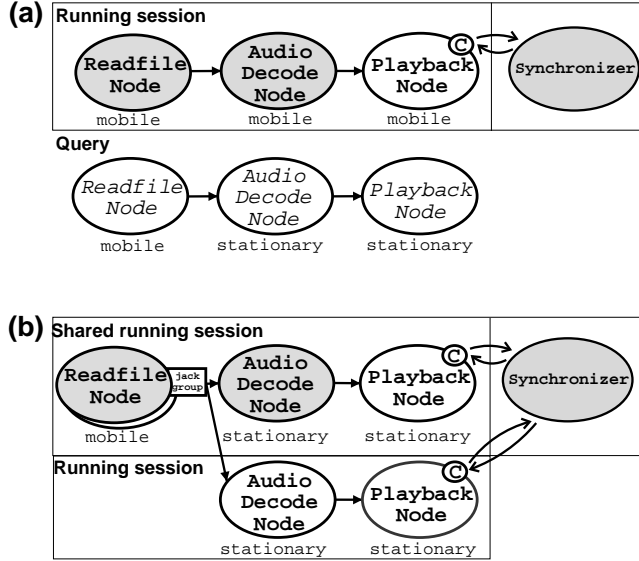 (a)
Running session
Readfile
Node
Audio
Decode
Node
Playback
Node
C
Synchronizer
mobile
mobile
mobile
Query
Readfile
Node
Audio
Decode
Node
Playback
Node
mobile
stationary
stationary
(b)
Shared running session
Readfile
Node
jack
group
Audio
Decode
Node
Playback
Node
C
Synchronizer
mobile
stationary
stationary
Running session
Audio
Decode
Node
Playback
Node
C
stationary
stationary